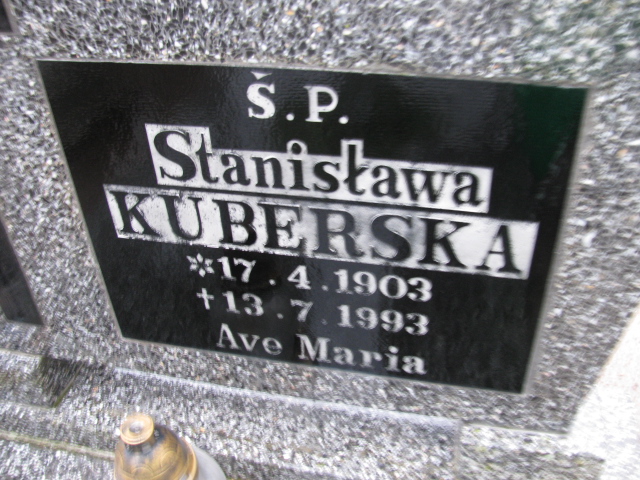 Ś.P.
Stanisława
KUBERSKA
*17.4.1903
†13.7.1993
Ave Maria